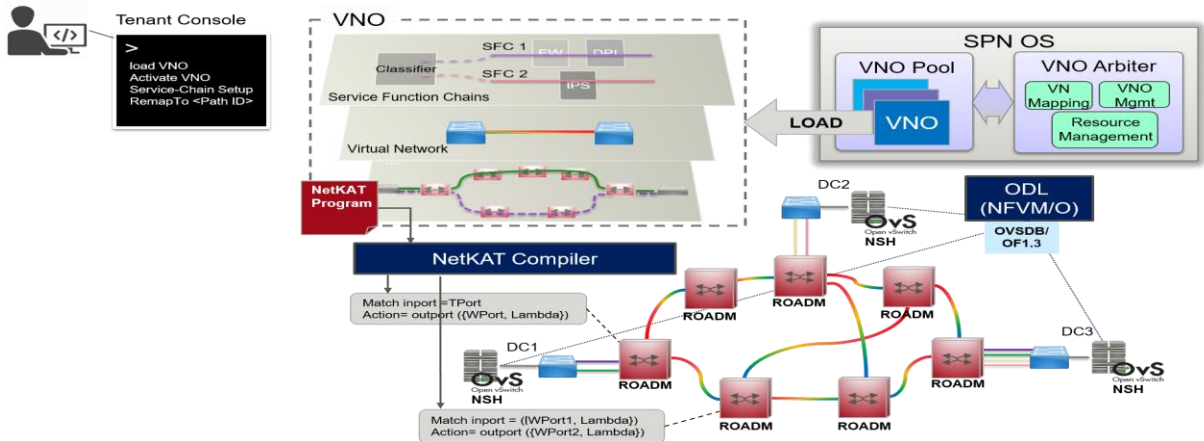 Tenant Console
>
load VNO
Activate VNO
Service-Chain Setup
RemapTo <Path ID>
</>
VNO
SFC 1
FW
DPI
Classifier
SFC 2
IPS
Service Function Chains
Virtual Network
NetKAT
Program
LOAD
SPN OS
VNO Pool
VNO
VNO Arbiter
VN
Mapping
VNO
Mgmt
Resource
Management
NetKAT Compiler
Match inport =TPort
Action= outport ({WPort, Lambda})
Match inport = ([WPort1, Lambda})
Action= outport ({WPort2, Lambda})
DC2
OvS
Open vSwitch
NSH
ODL
(NFVM/O)
OVSDB/
OF1.3
ROADM
ROADM
ROADM
DC1
OvS
Open vSwitch
NSH
ROADM
ROADM
ROADM
ROADM
DC3
OvS
Open vSwitch
NSH